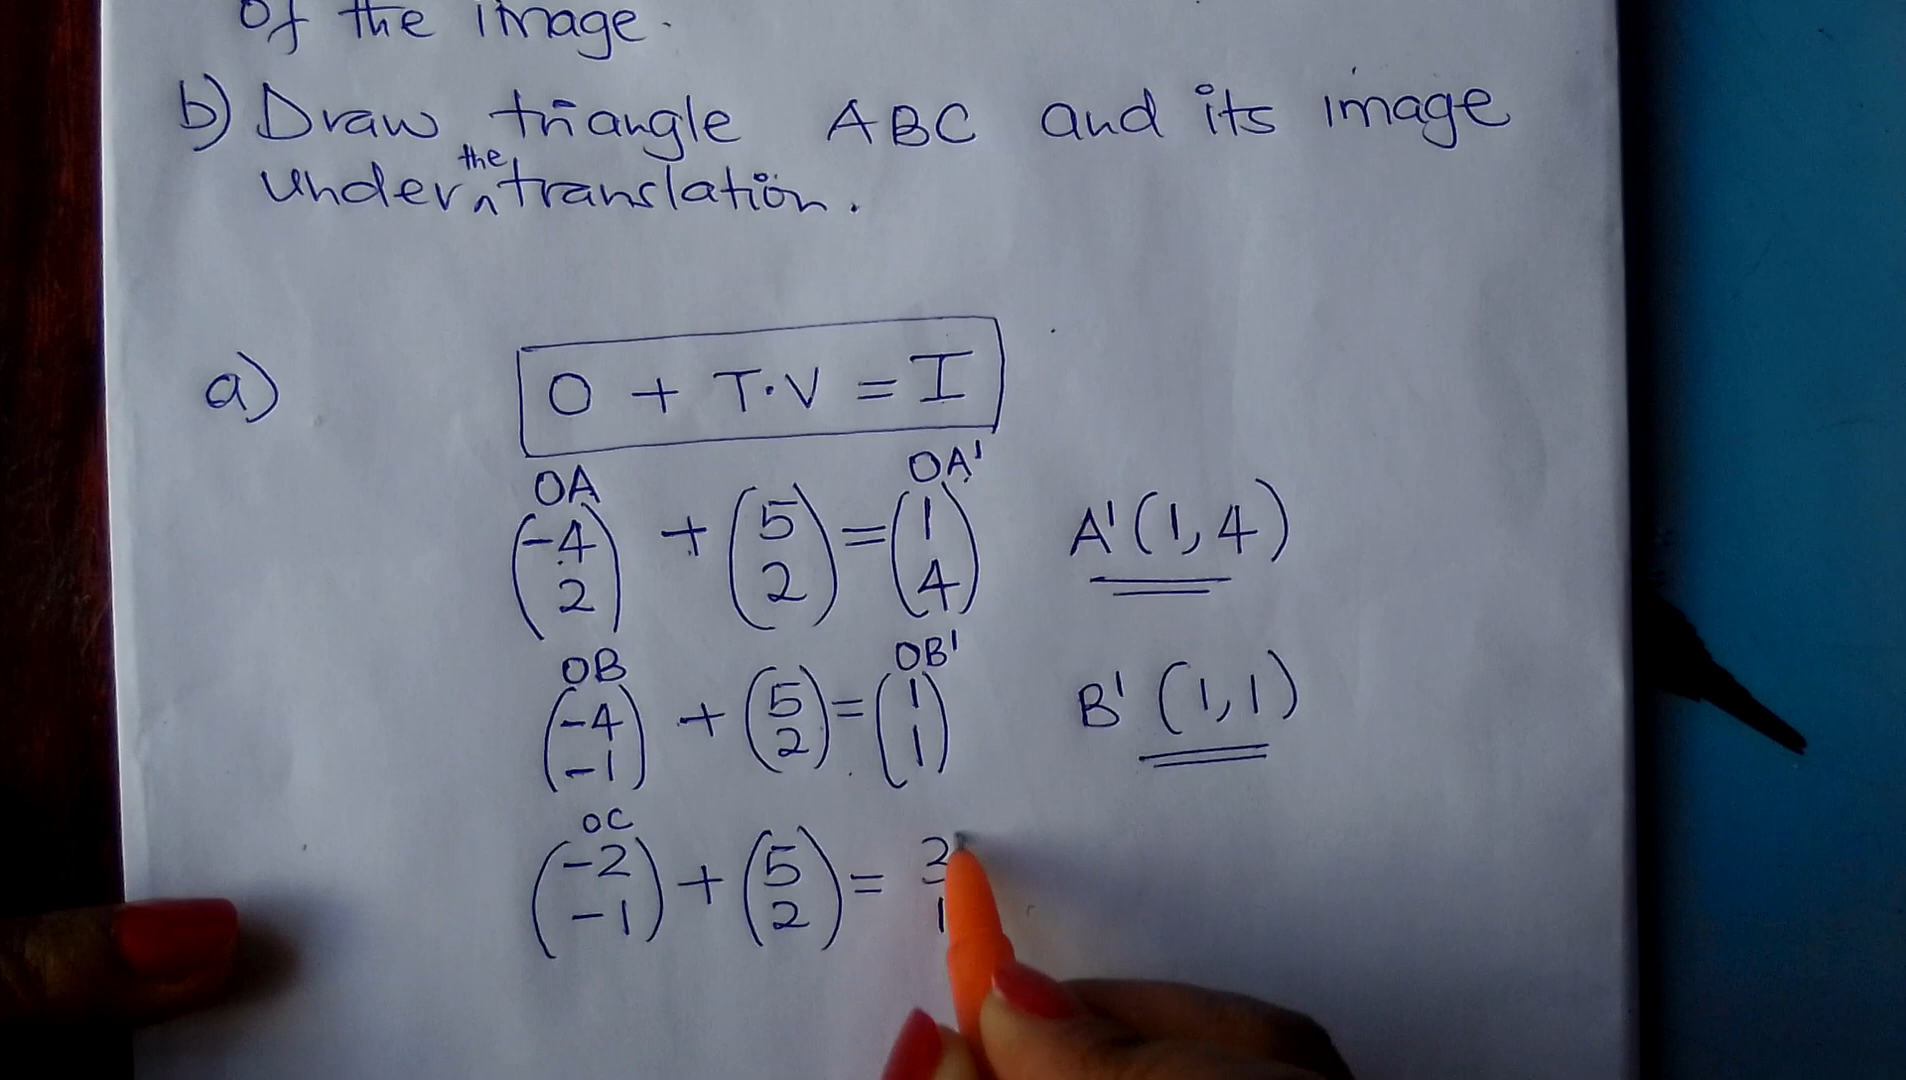 of the image.
b) Draw triangle ABC and its image
under the translation.
a) O + T.V = I
OA OA'
(-4 2) + (5 2) = (1 4) A'(1,4)
OB OB'
(-4 -1) + (5 2) = (1 1) B'(1,1)
OC
(-2 -1) + (5 2) = 3 1